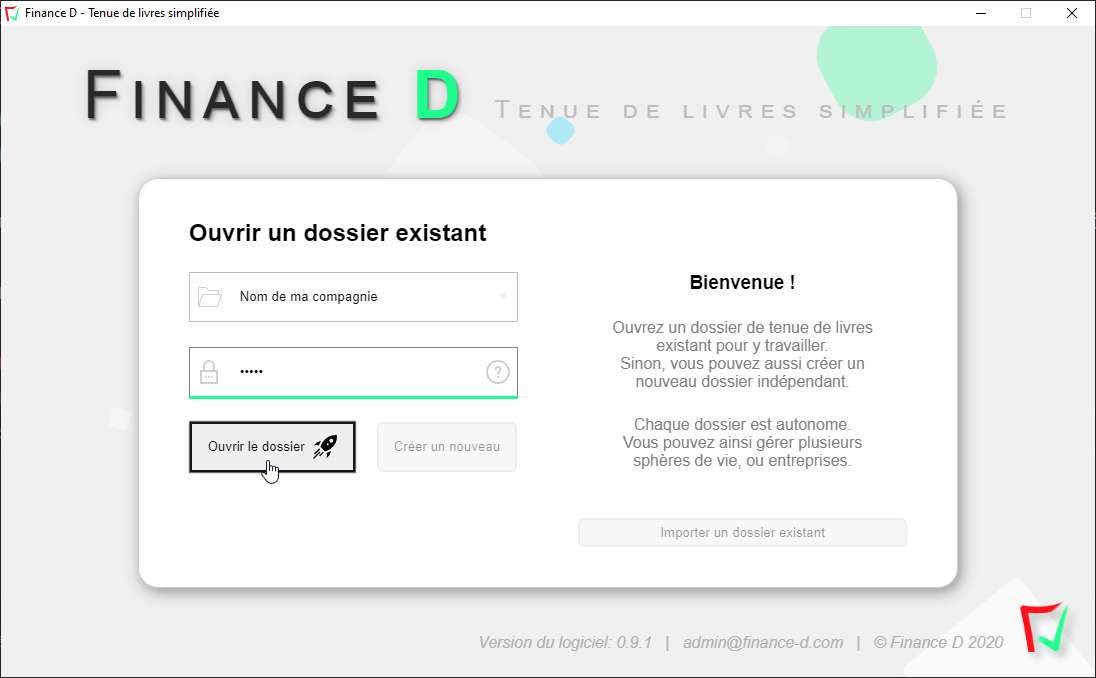 Finance D - Tenue de livres simplifiée
FINANCE D TENUE DE LIVRES SIMPLIFIÉE
Ouvrir un dossier existant
Nom de ma compagnie
•••••
?
Ouvrir le dossier
Créer un nouveau
Bienvenue !
Ouvrez un dossier de tenue de livres
existant pour y travailler.
Sinon, vous pouvez aussi créer un
nouveau dossier indépendant.
Chaque dossier est autonome.
Vous pouvez ainsi gérer plusieurs
sphères de vie, ou entreprises.
Importer un dossier existant
Version du logiciel: 0.9.1 | admin@finance-d.com | © Finance D 2020